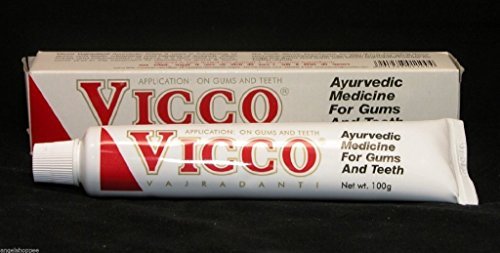 APPLICATION ON GUMS AND TEETH
VICCO®
Ayurvedic
Medicine
For Gums
And Teeth
APPLICATION ON GUMS AND TEETH
VICCO
VAJRADANTI
Ayurvedic
Medicine
For Gums
And Teeth
Net wt. 100g
angelshoppee